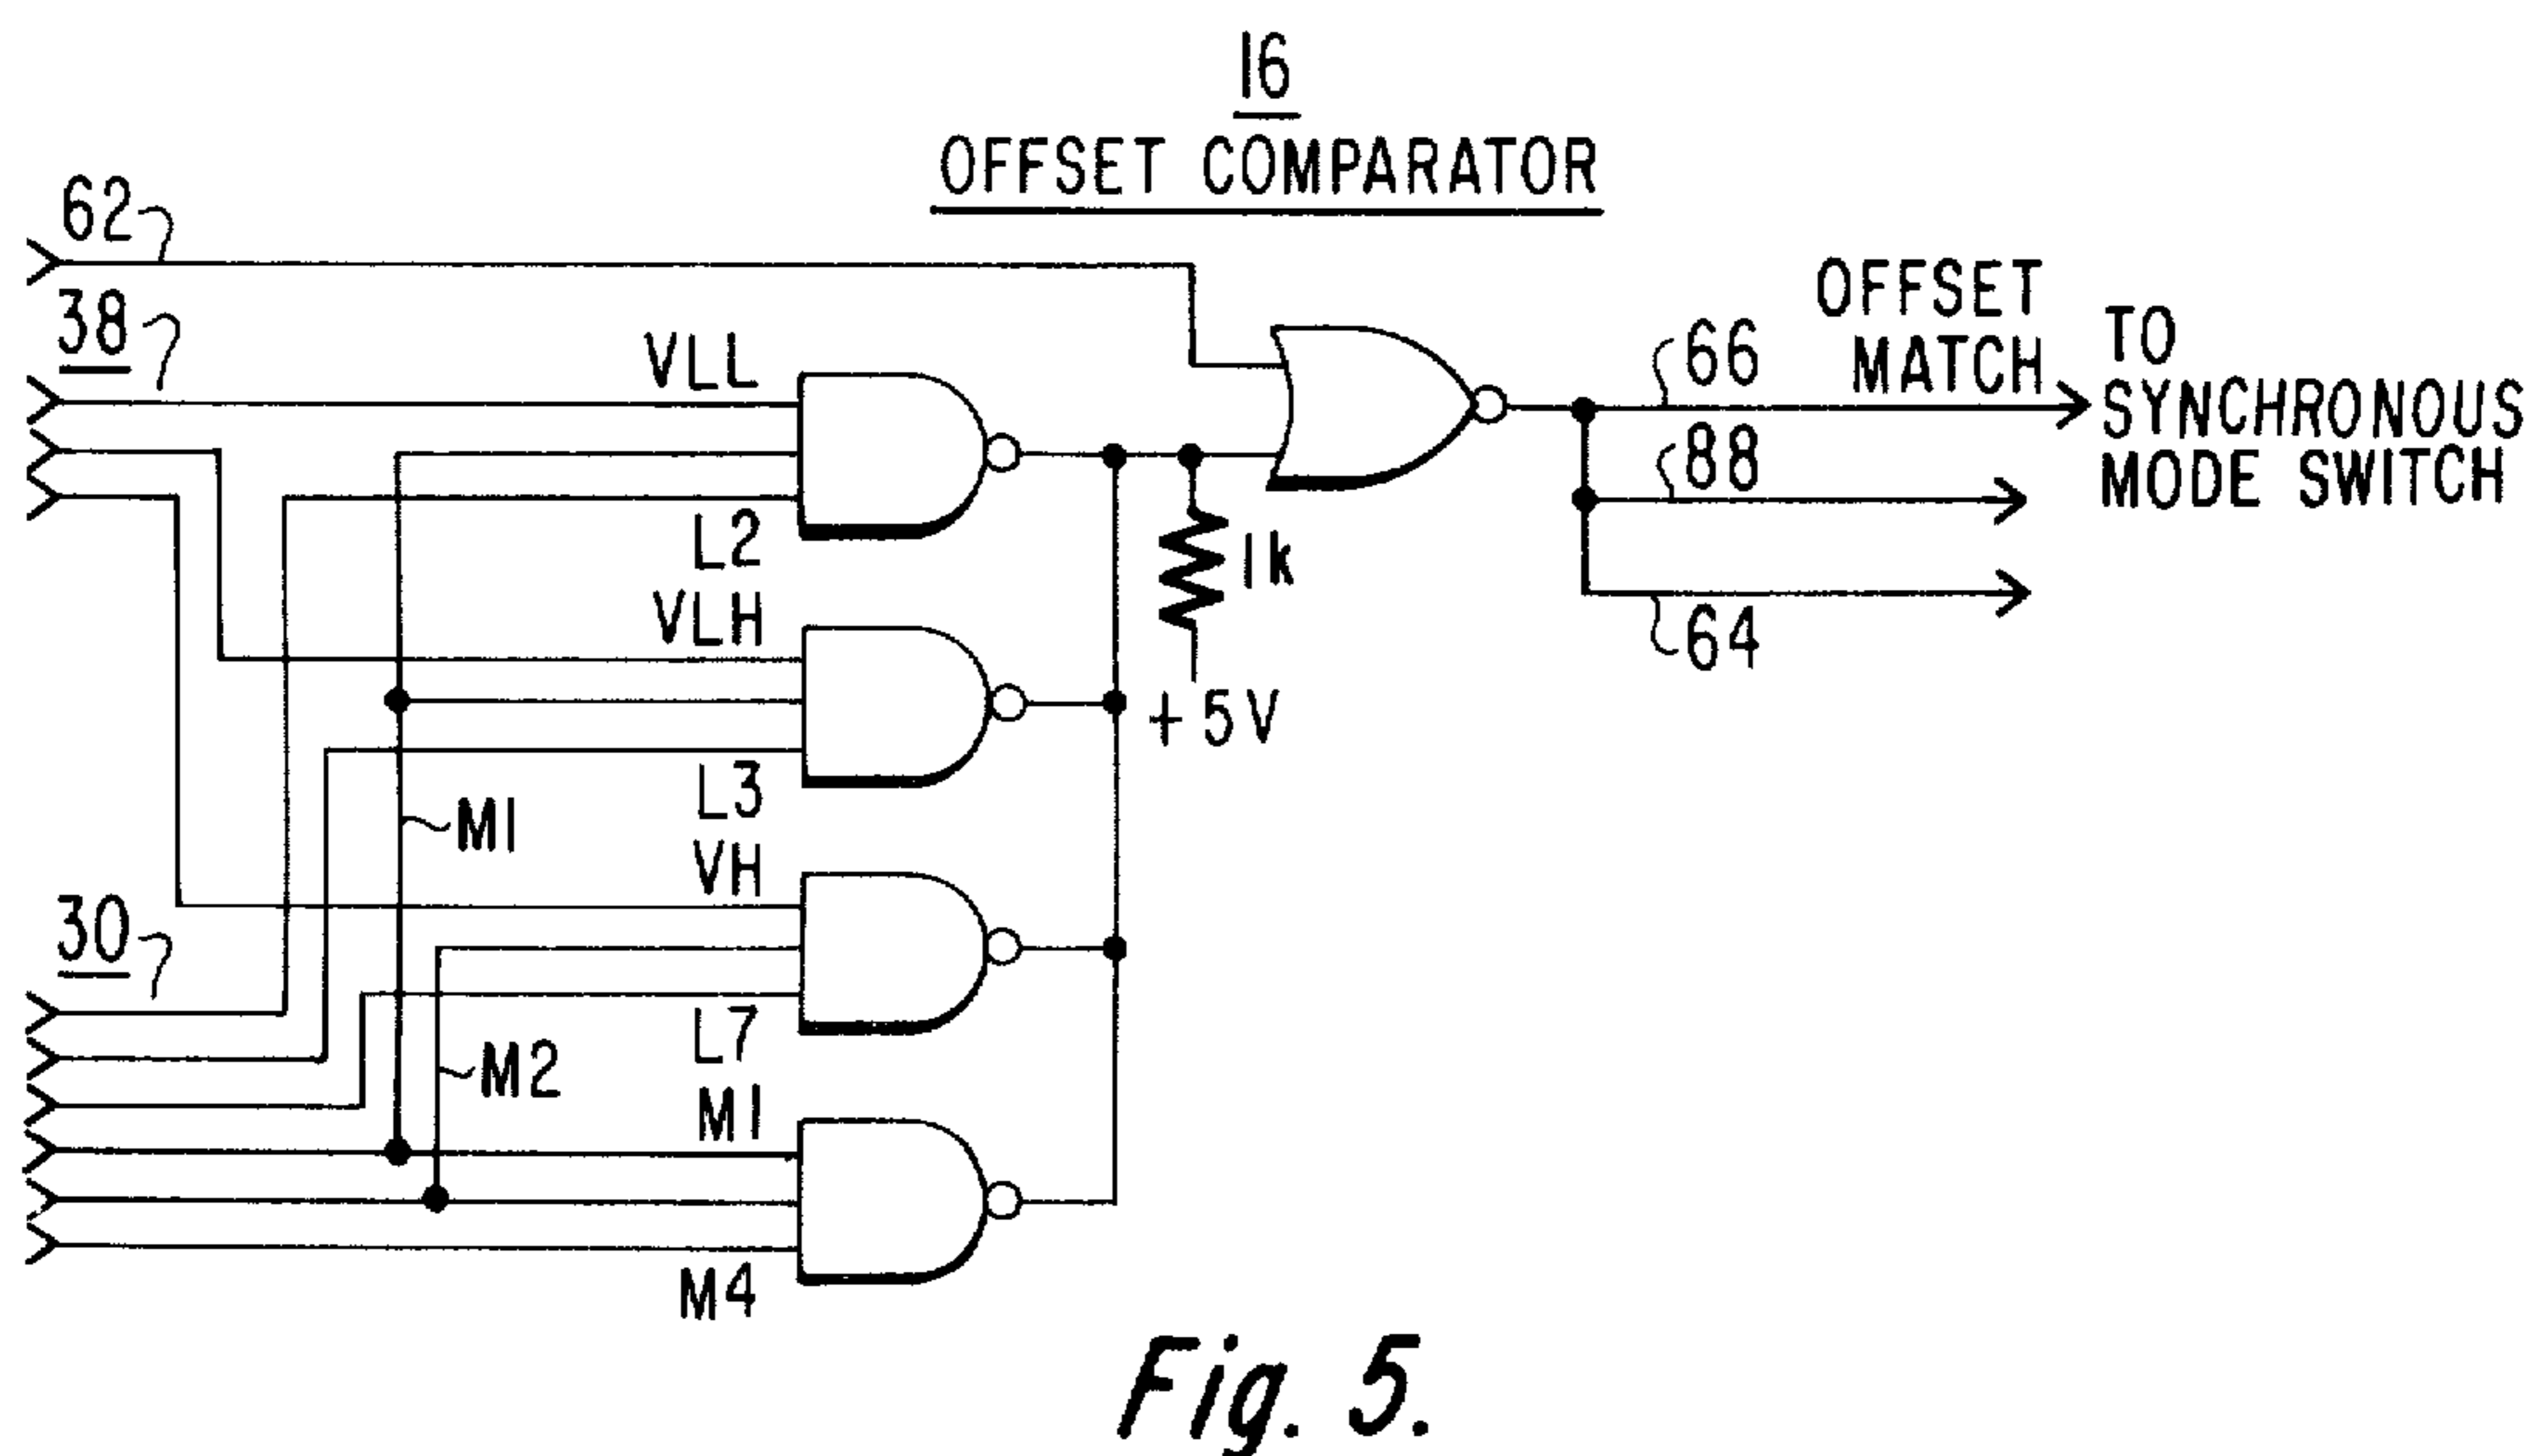 16
OFFSET COMPARATOR
62
38
VLL
L2
VLH
L3
M1
VH
30
L7
M2
M1
M4
1k
+5V
OFFSET
MATCH
66
88
64
TO
SYNCHRONOUS
MODE SWITCH
Fig. 5.